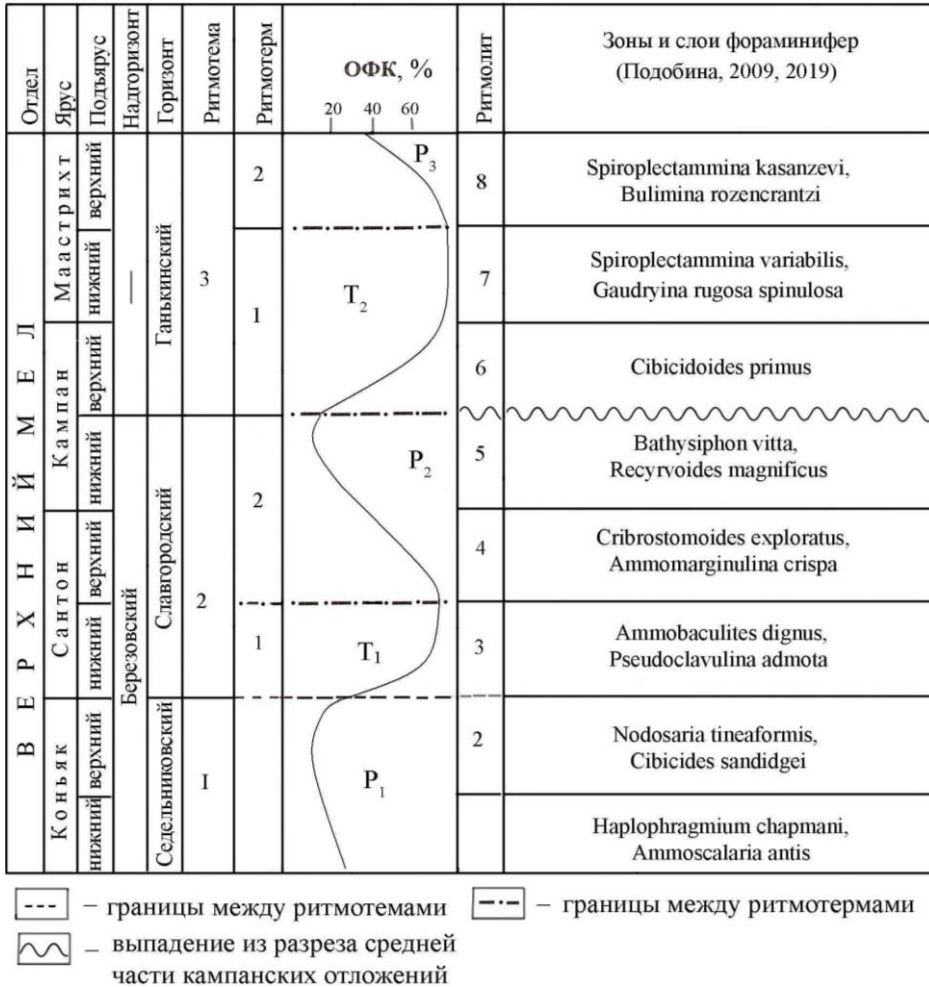 Отдел
Ярус
Подъярус
Надгоризонт
Горизонт
Ритмотема
Ритмотерм
ОФК, %
20 40 60
Ритмолит
Зоны и слои фораминифер
(Подобина, 2009, 2019)
ВЕРХНИЙ МЕЛ
Маастрихт
верхний
нижний
Кампан
верхний
нижний
Сантон
верхний
нижний
Коньяк
верхний
нижний
—
Березовский
Ганькинский
Славгородский
Седельниковский
3
2
I
2
1
2
1
P3
T2
P2
T1
P1
8
Spiroplectammina kasanzevi,
Bulimina rozencrantzi
7
Spiroplectammina variabilis,
Gaudryina rugosa spinulosa
6
Cibicidoides primus
5
Bathysiphon vitta,
Recyrvoides magnificus
4
Cribrostomoides exploratus,
Ammomarginulina crispa
3
Ammobaculites dignus,
Pseudoclavulina admota
2
Nodosaria tineaformis,
Cibicides sandidgei
Haplophragmium chapmani,
Ammoscalaria antis
– границы между ритмотемами
– границы между ритмотермами
– выпадение из разреза средней
части кампанских отложений